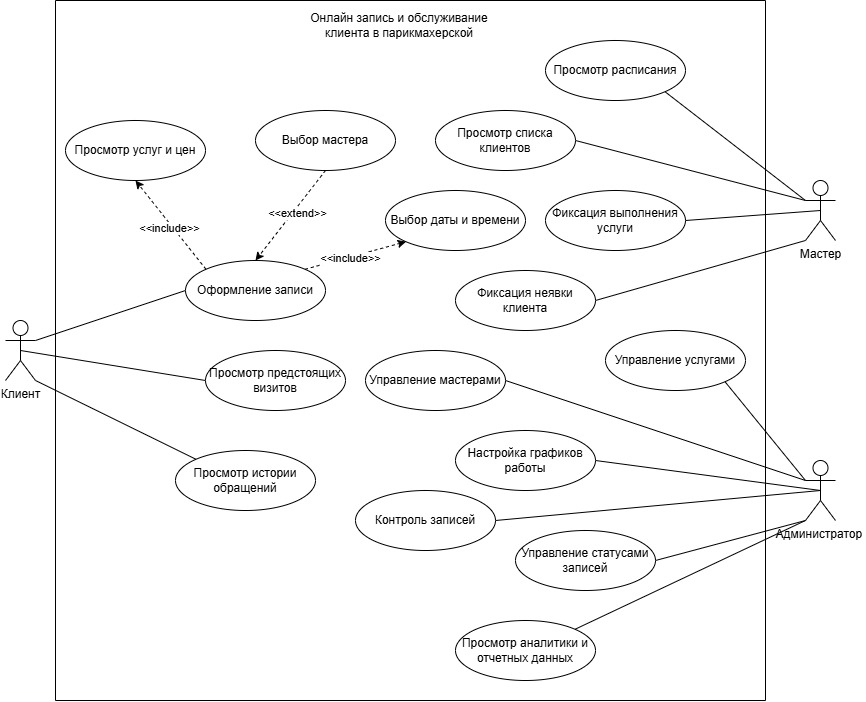 Онлайн запись и обслуживание
клиента в парикмахерской
Просмотр расписания
Просмотр услуг и цен
Выбор мастера
Просмотр списка
клиентов
<<include>>
<<extend>>
Выбор даты и времени
Фиксация выполнения
услуги
<<include>>
Мастер
Оформление записи
Фиксация неявки
клиента
Клиент
Просмотр предстоящих
визитов
Управление мастерами
Управление услугами
Просмотр истории
обращений
Настройка графиков
работы
Контроль записей
Администратор
Управление статусами
записей
Просмотр аналитики и
отчетных данных